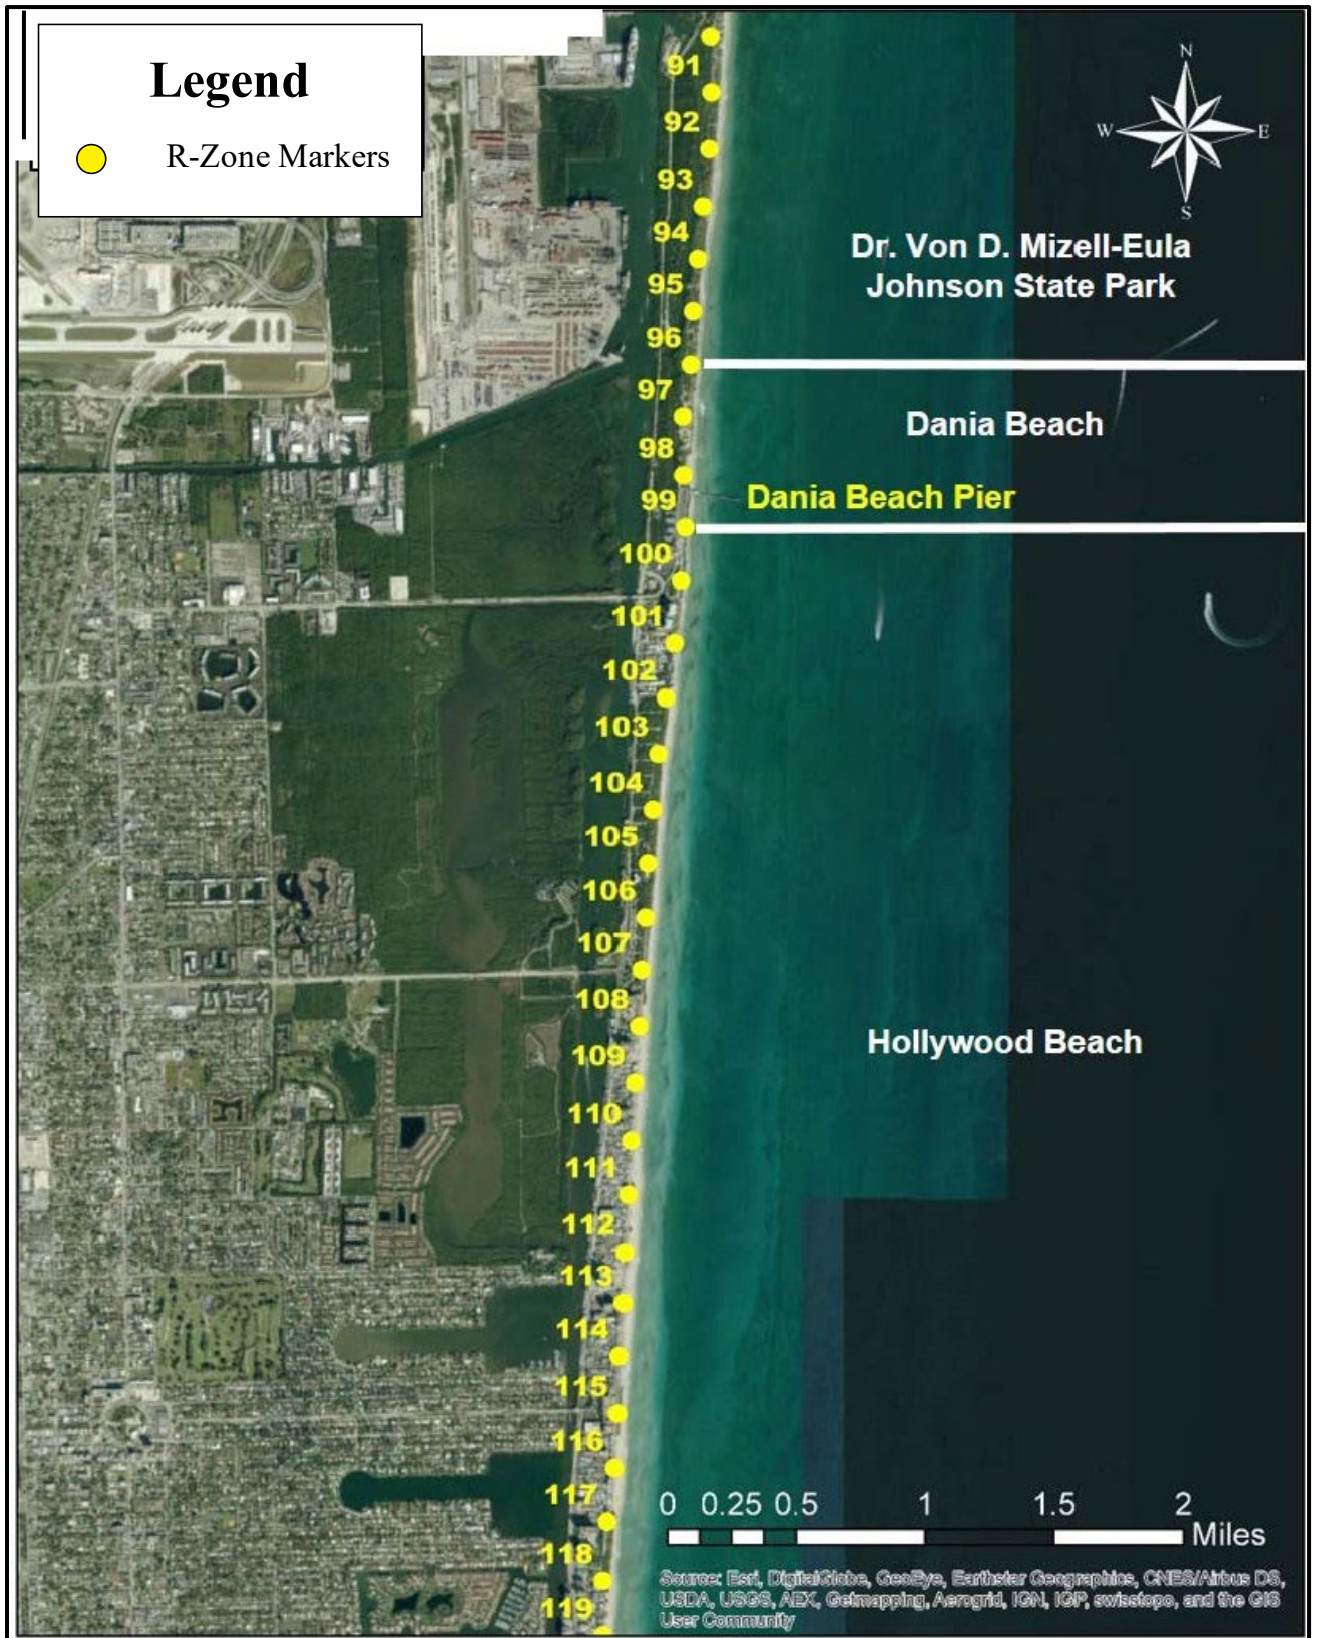 Legend
R-Zone Markers
N
W E
S
91
92
93
94
95
96
97
98
99
100
101
102
103
104
105
106
107
108
109
110
111
112
113
114
115
116
117
118
119
Dr. Von D. Mizell-Eula
Johnson State Park
Dania Beach
Dania Beach Pier
Hollywood Beach
0 0.25 0.5 1 1.5 2
Miles
Source: Esri, DigitalGlobe, GeoEye, Earthstar Geographics, CNES/Airbus DS,
USDA, USGS, AEX, Getmapping, Aerogrid, IGN, IGP, swisstopo, and the GIS
User Community